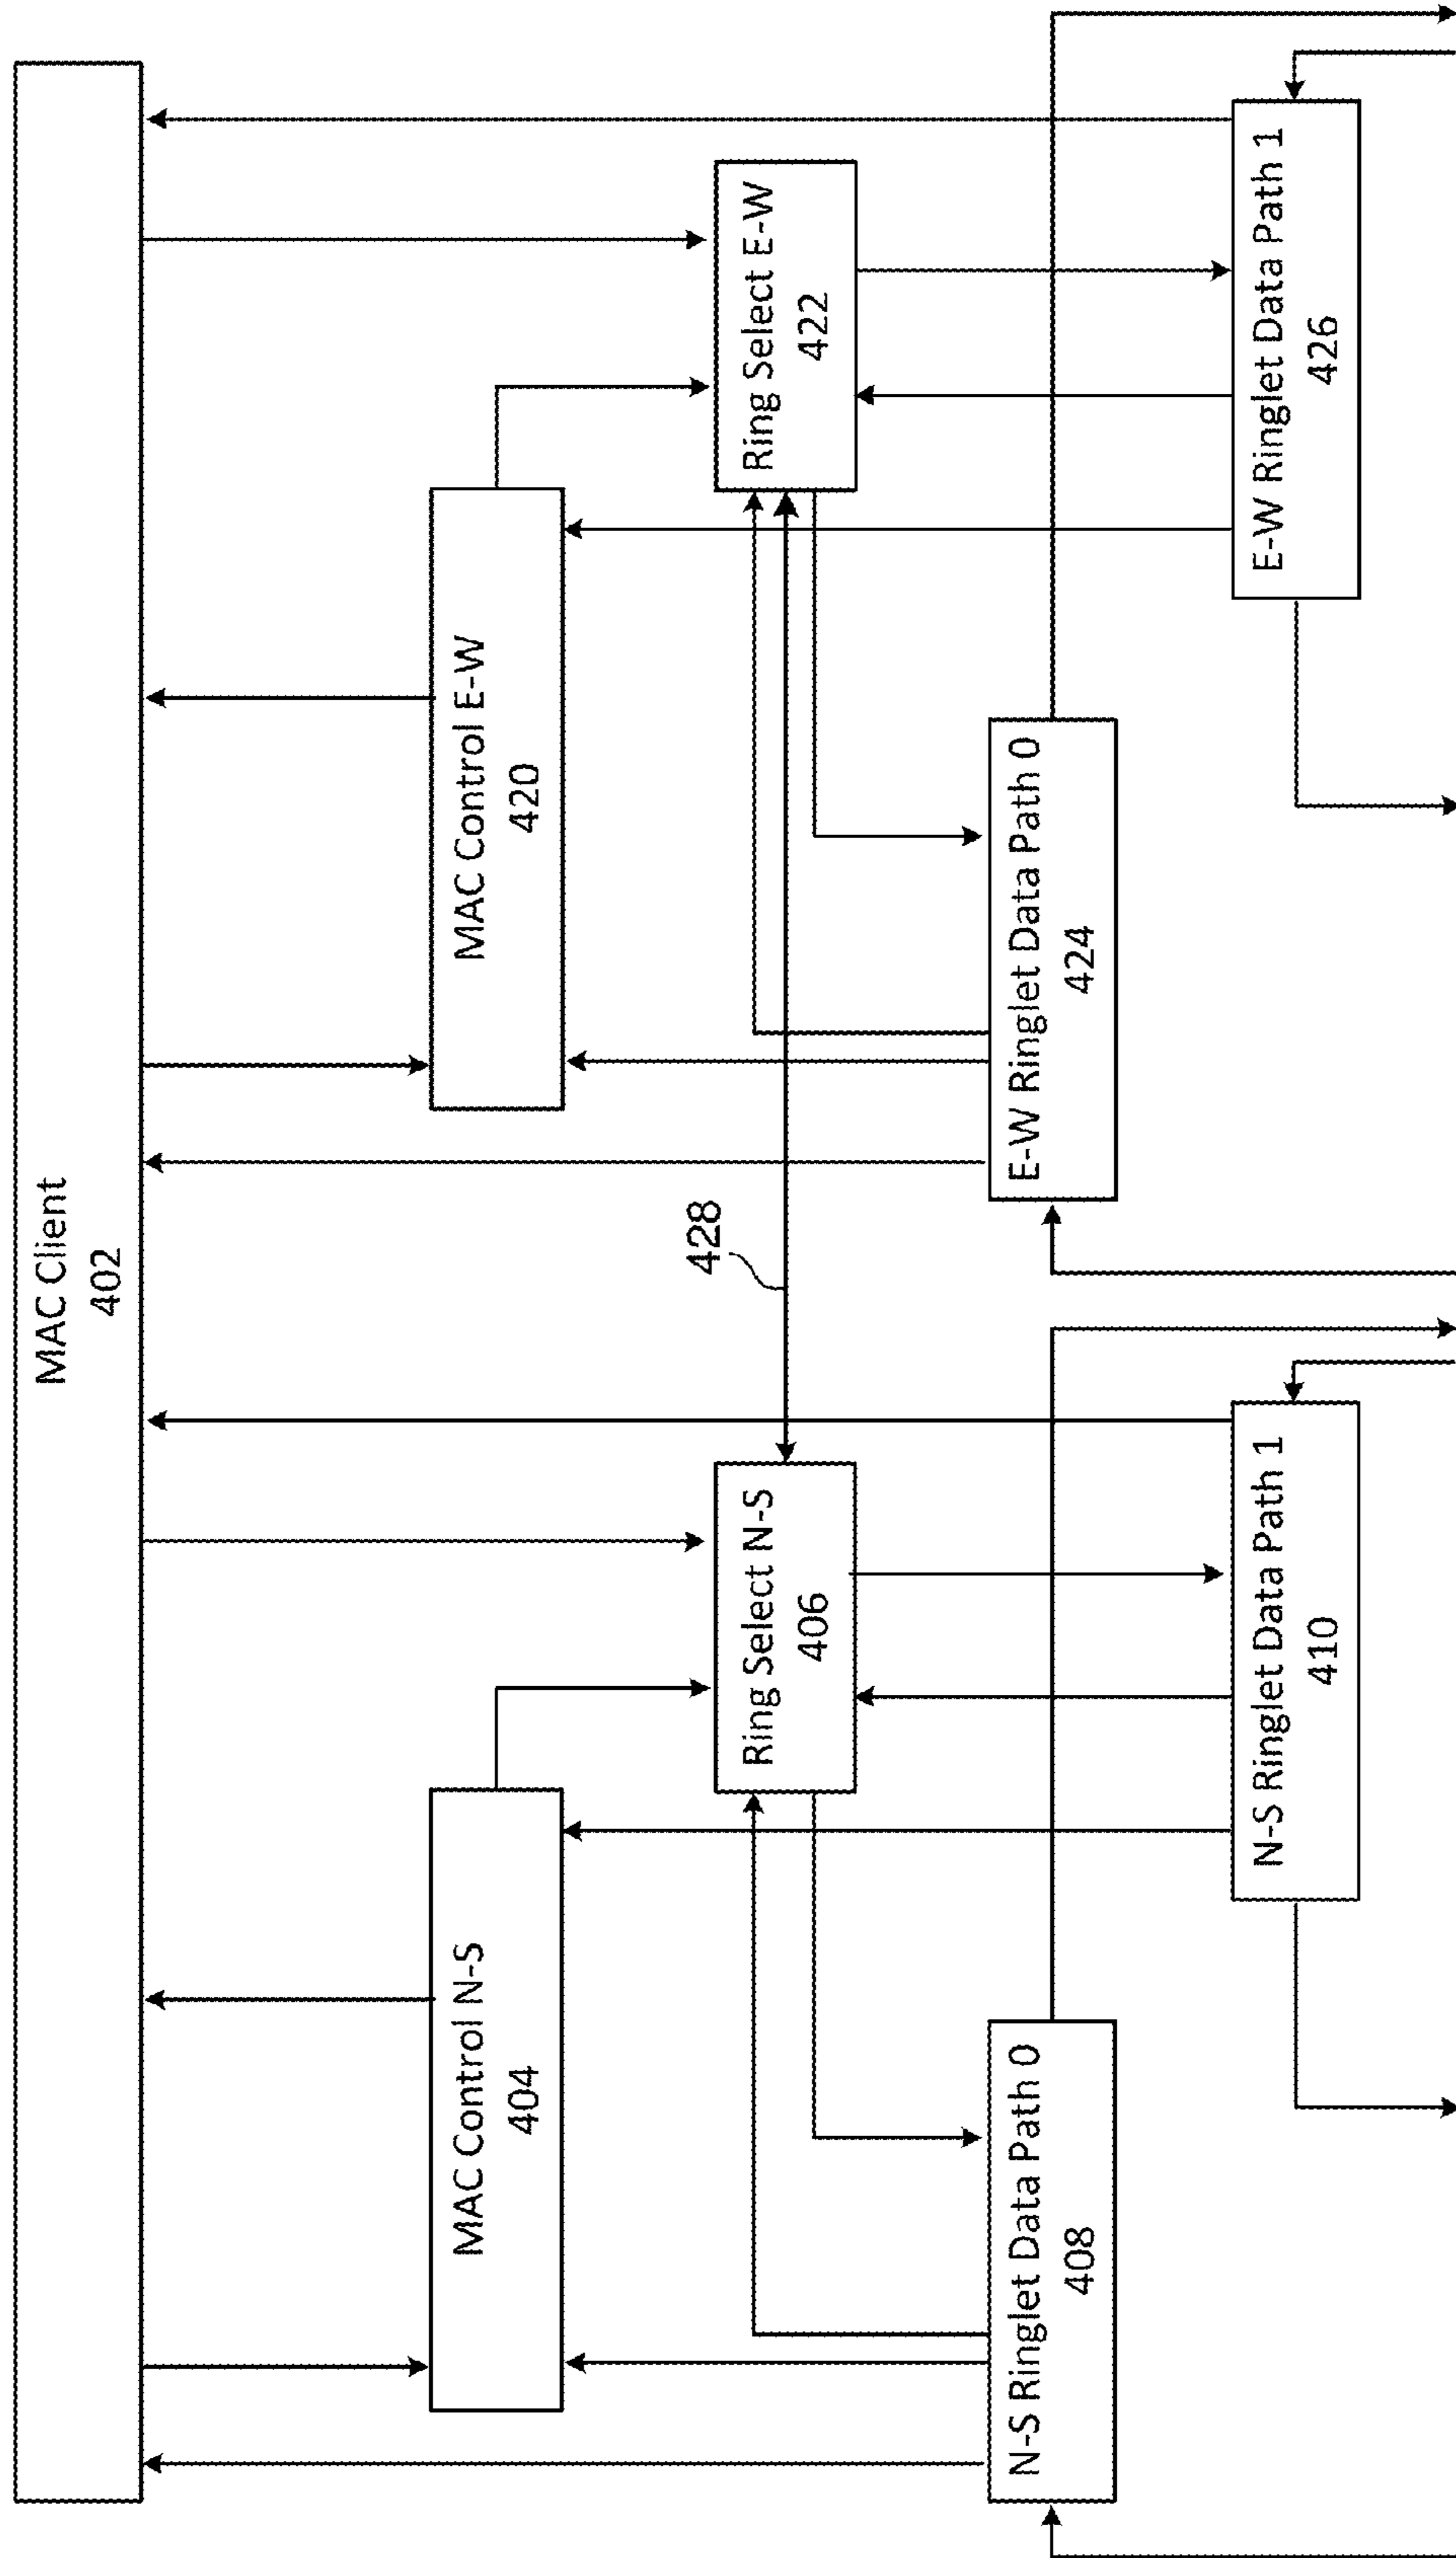 MAC Client
402
MAC Control N-S
404
MAC Control E-W
420
428
Ring Select N-S
406
Ring Select E-W
422
N-S Ringlet Data Path 0
408
E-W Ringlet Data Path 0
424
N-S Ringlet Data Path 1
410
E-W Ringlet Data Path 1
426